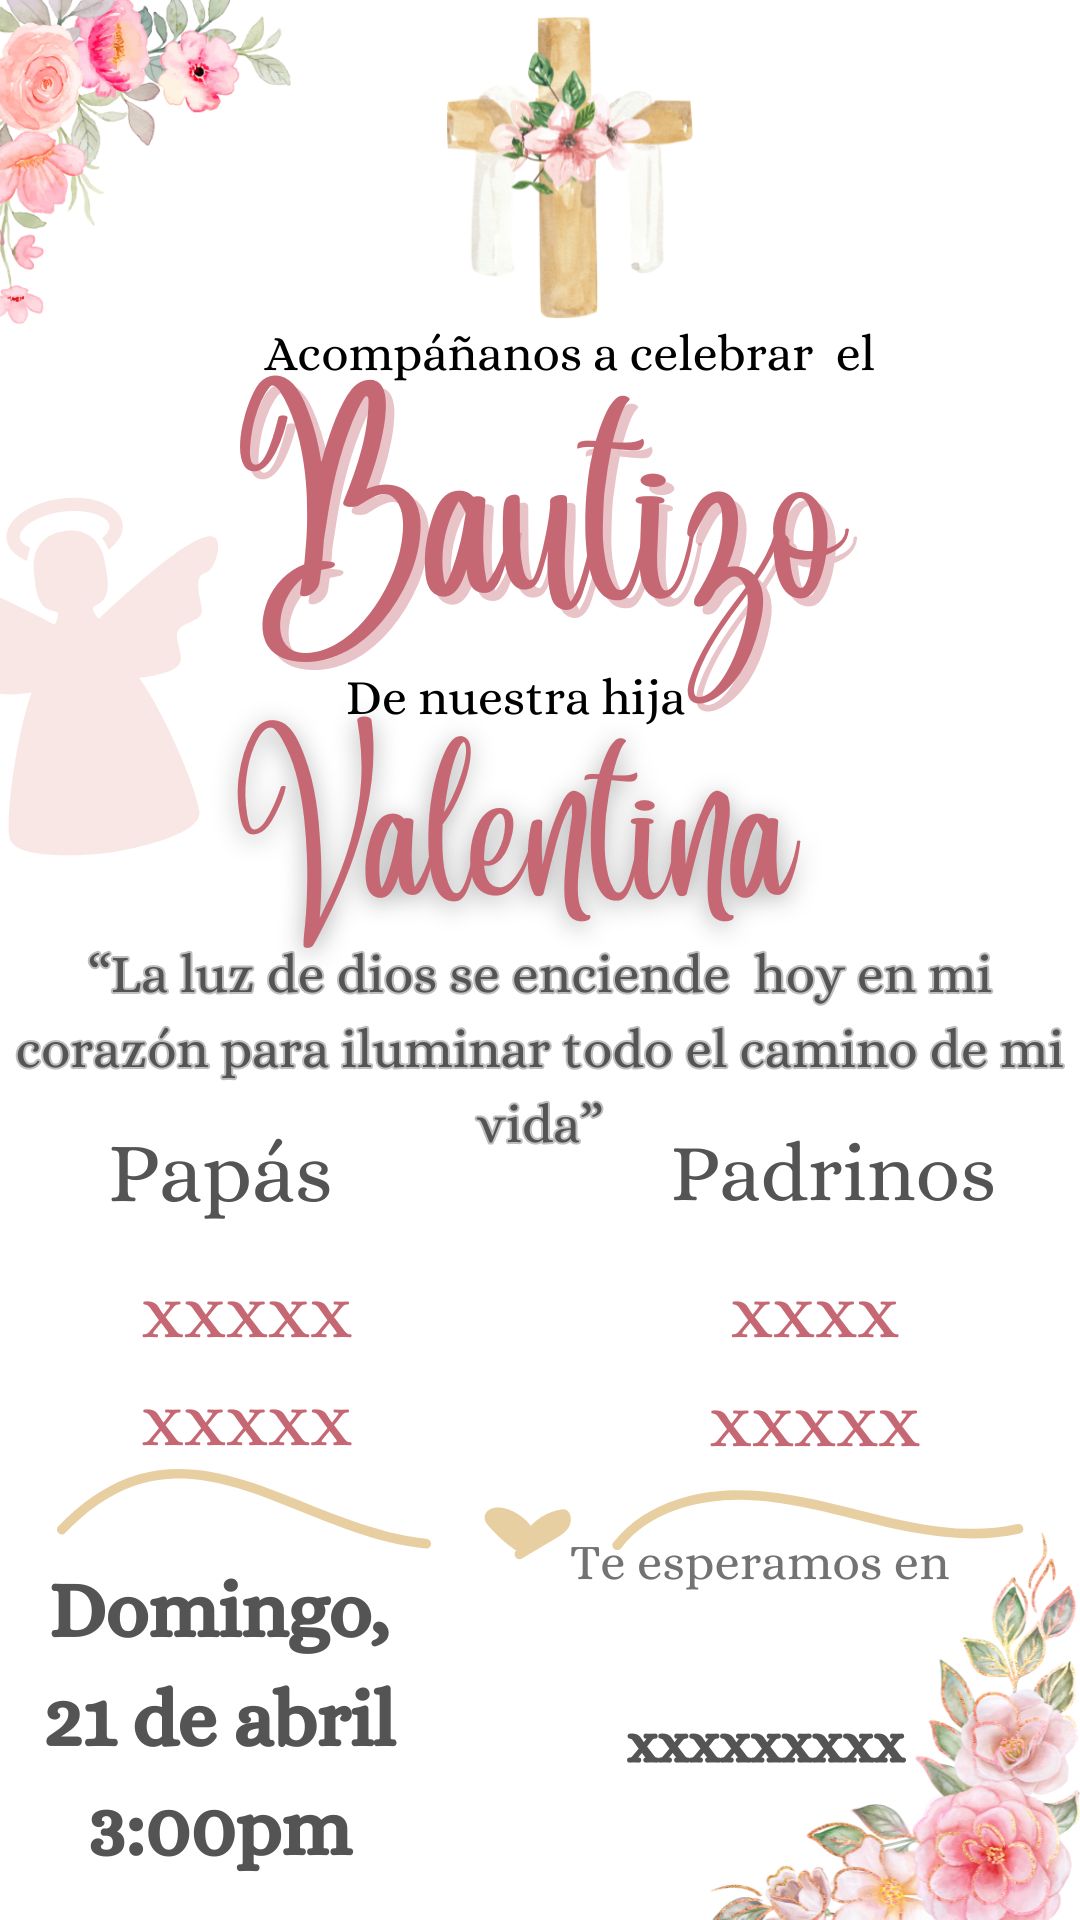 Acompáñanos a celebrar el
Bautizo
De nuestra hija
Valentina
“La luz de dios se enciende hoy en mi
corazón para iluminar todo el camino de mi
vida”
Papás
Padrinos
xxxxx
xxxx
xxxxx
xxxxx
Te esperamos en
Domingo,
21 de abril
xxxxxxxxx
3:00pm